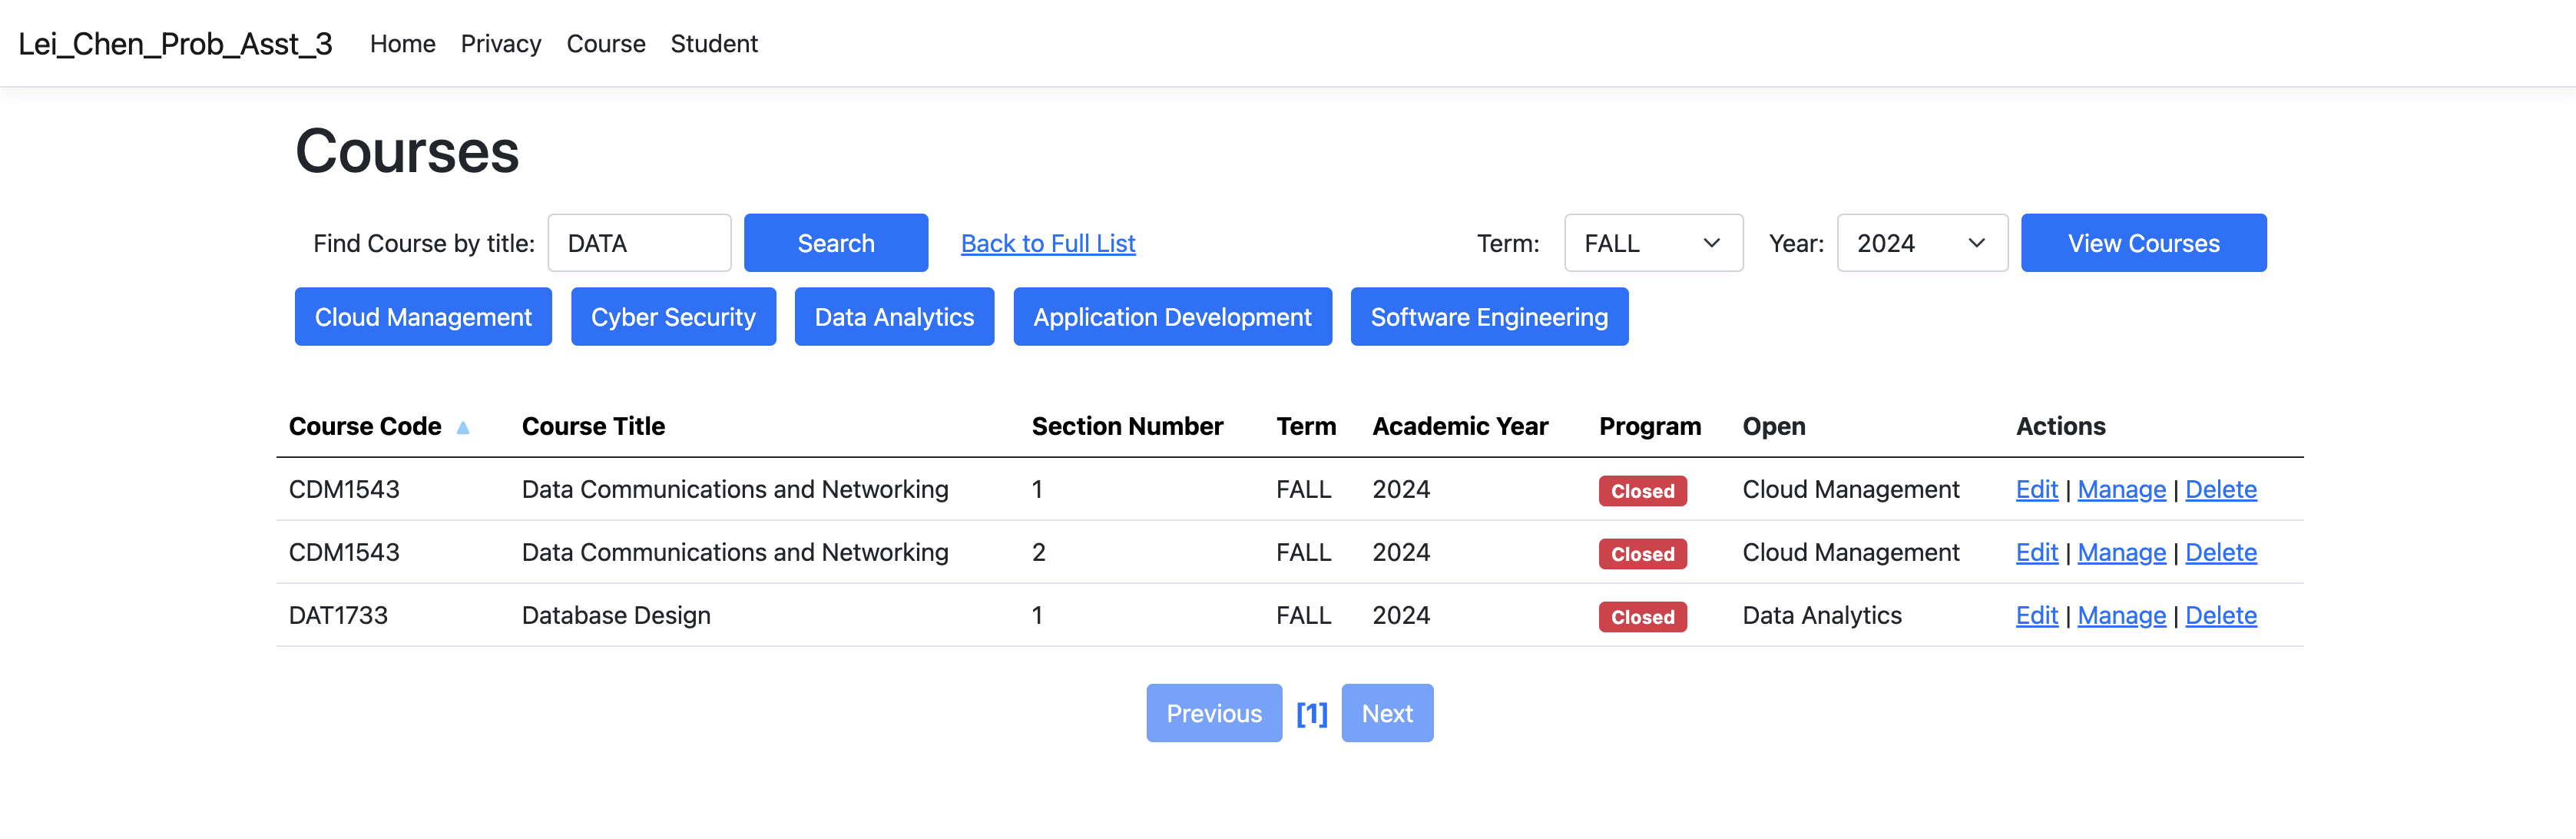 Lei_Chen_Prob_Asst_3 Home Privacy Course Student
Courses
Find Course by title: DATA Search Back to Full List Term: FALL Year: 2024 View Courses
Cloud Management Cyber Security Data Analytics Application Development Software Engineering
Course Code ▲ Course Title Section Number Term Academic Year Program Open Actions
CDM1543 Data Communications and Networking 1 FALL 2024 Closed Cloud Management Edit | Manage | Delete
CDM1543 Data Communications and Networking 2 FALL 2024 Closed Cloud Management Edit | Manage | Delete
DAT1733 Database Design 1 FALL 2024 Closed Data Analytics Edit | Manage | Delete
Previous [1] Next